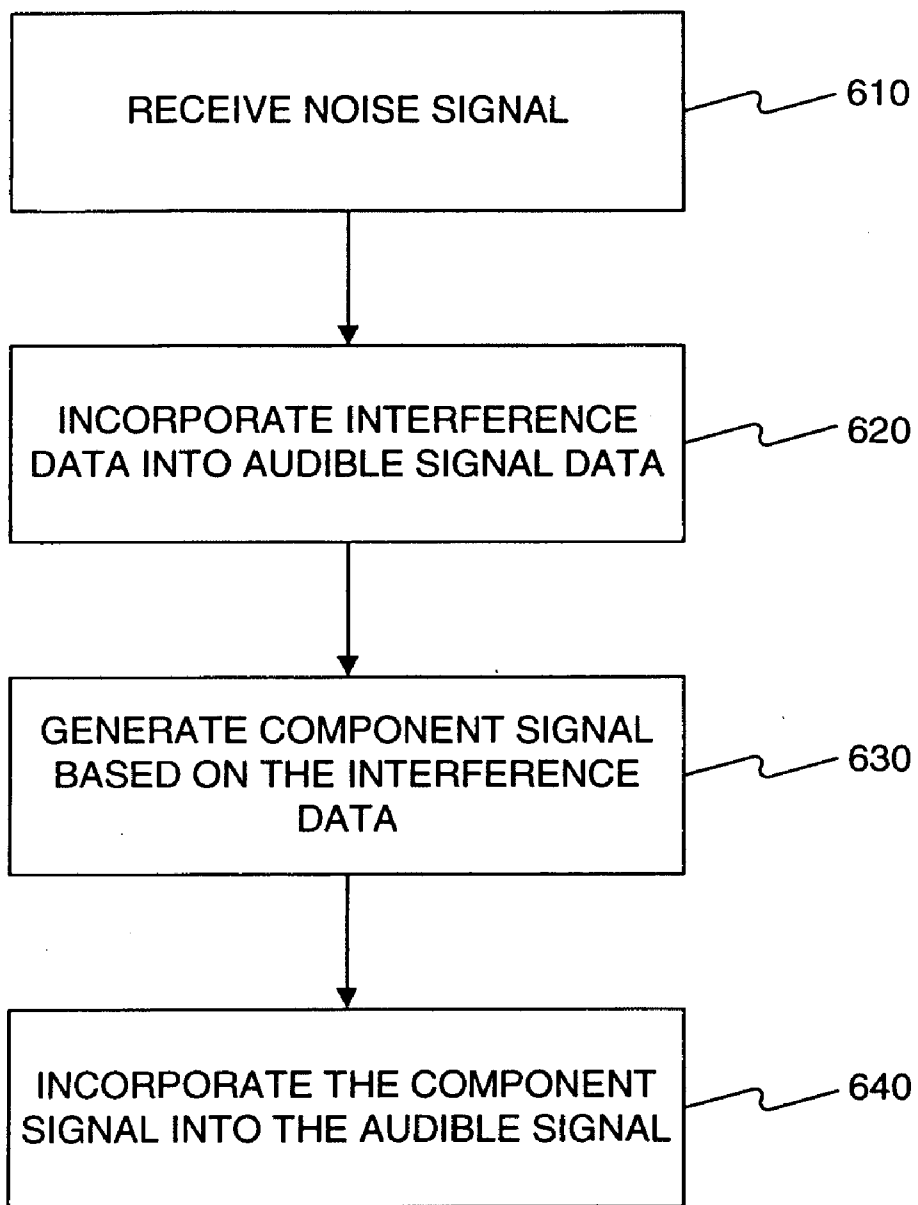 RECEIVE NOISE SIGNAL
610
INCORPORATE INTERFERENCE
DATA INTO AUDIBLE SIGNAL DATA
620
GENERATE COMPONENT SIGNAL
BASED ON THE INTERFERENCE
DATA
630
INCORPORATE THE COMPONENT
SIGNAL INTO THE AUDIBLE SIGNAL
640